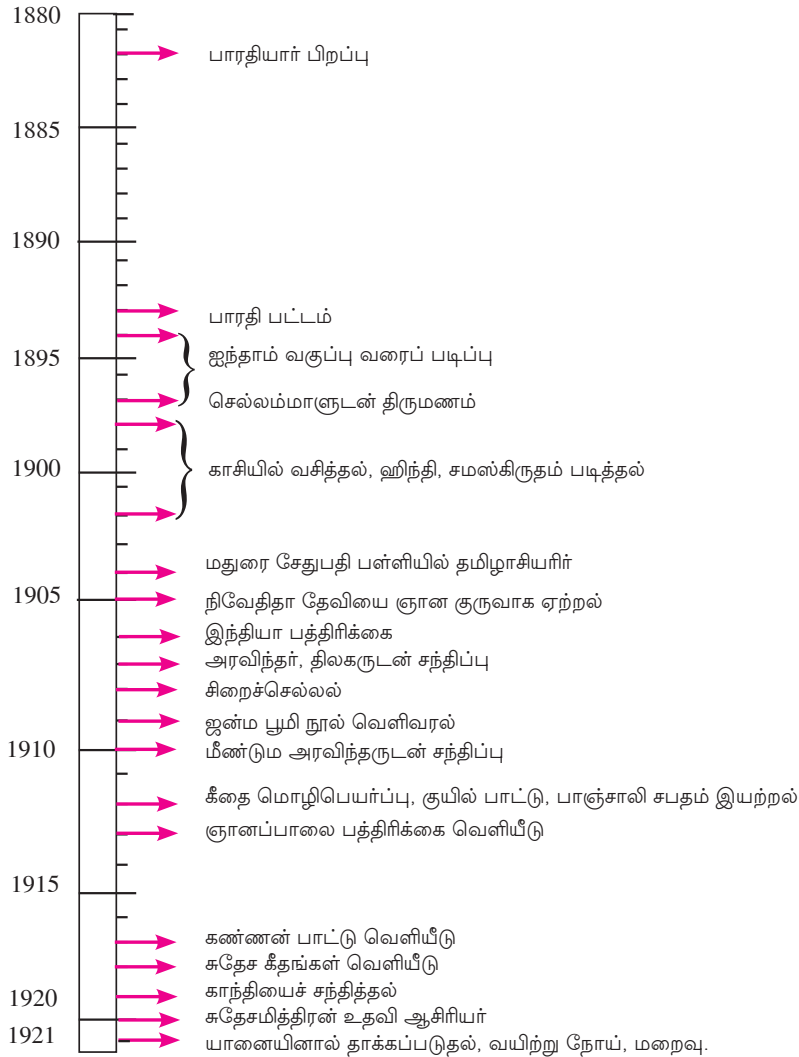 1880
பாரதியார் பிறப்பு
1885
1890
பாரதி பட்டம்
1895
ஐந்தாம் வகுப்பு வரைப் படிப்பு
செல்லம்மாளுடன் திருமணம்
1900
காசியில் வசித்தல், ஹிந்தி, சமஸ்கிருதம் படித்தல்
மதுரை சேதுபதி பள்ளியில் தமிழாசியரிர்
1905
நிவேதிதா தேவியை ஞான குருவாக ஏற்றல்
இந்தியா பத்திரிக்கை
அரவிந்தர், திலகருடன் சந்திப்பு
சிறைச்செல்லல்
ஜன்ம பூமி நூல் வெளிவரல்
1910
மீண்டும அரவிந்தருடன் சந்திப்பு
கீதை மொழிபெயர்ப்பு, குயில் பாட்டு, பாஞ்சாலி சபதம் இயற்றல்
ஞானப்பாலை பத்திரிக்கை வெளியீடு
1915
கண்ணன் பாட்டு வெளியீடு
சுதேச கீதங்கள் வெளியீடு
காந்தியைச் சந்தித்தல்
1920
சுதேசமித்திரன் உதவி ஆசிரியர்
1921
யானையினால் தாக்கப்படுதல், வயிற்று நோய், மறைவு.